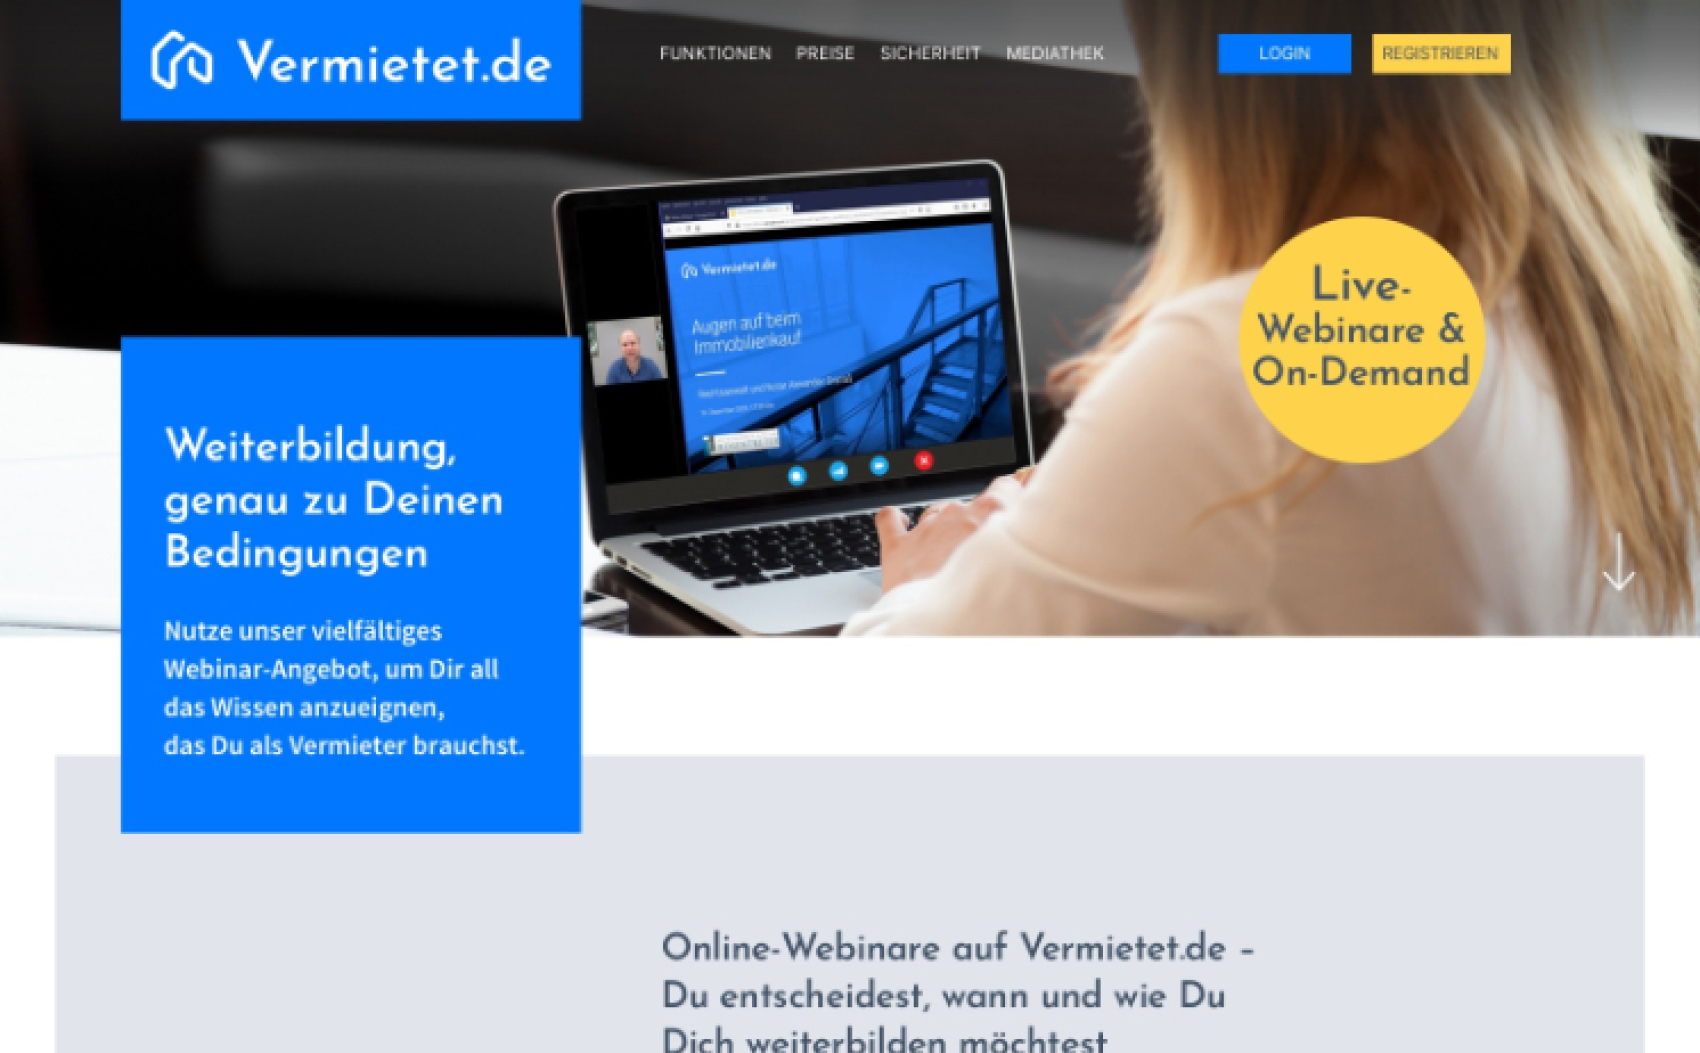 Vermietet.de
FUNKTIONEN PREISE SICHERHEIT MEDIATHEK
LOGIN REGISTRIEREN
Vermietet.de
Augen auf beim
Immobilienkauf
Live-
Webinare &
On-Demand
Weiterbildung,
genau zu Deinen
Bedingungen
Nutze unser vielfältiges
Webinar-Angebot, um Dir all
das Wissen anzueignen,
das Du als Vermieter brauchst.
Online-Webinare auf Vermietet.de –
Du entscheidest, wann und wie Du
Dich weiterbilden möchtest